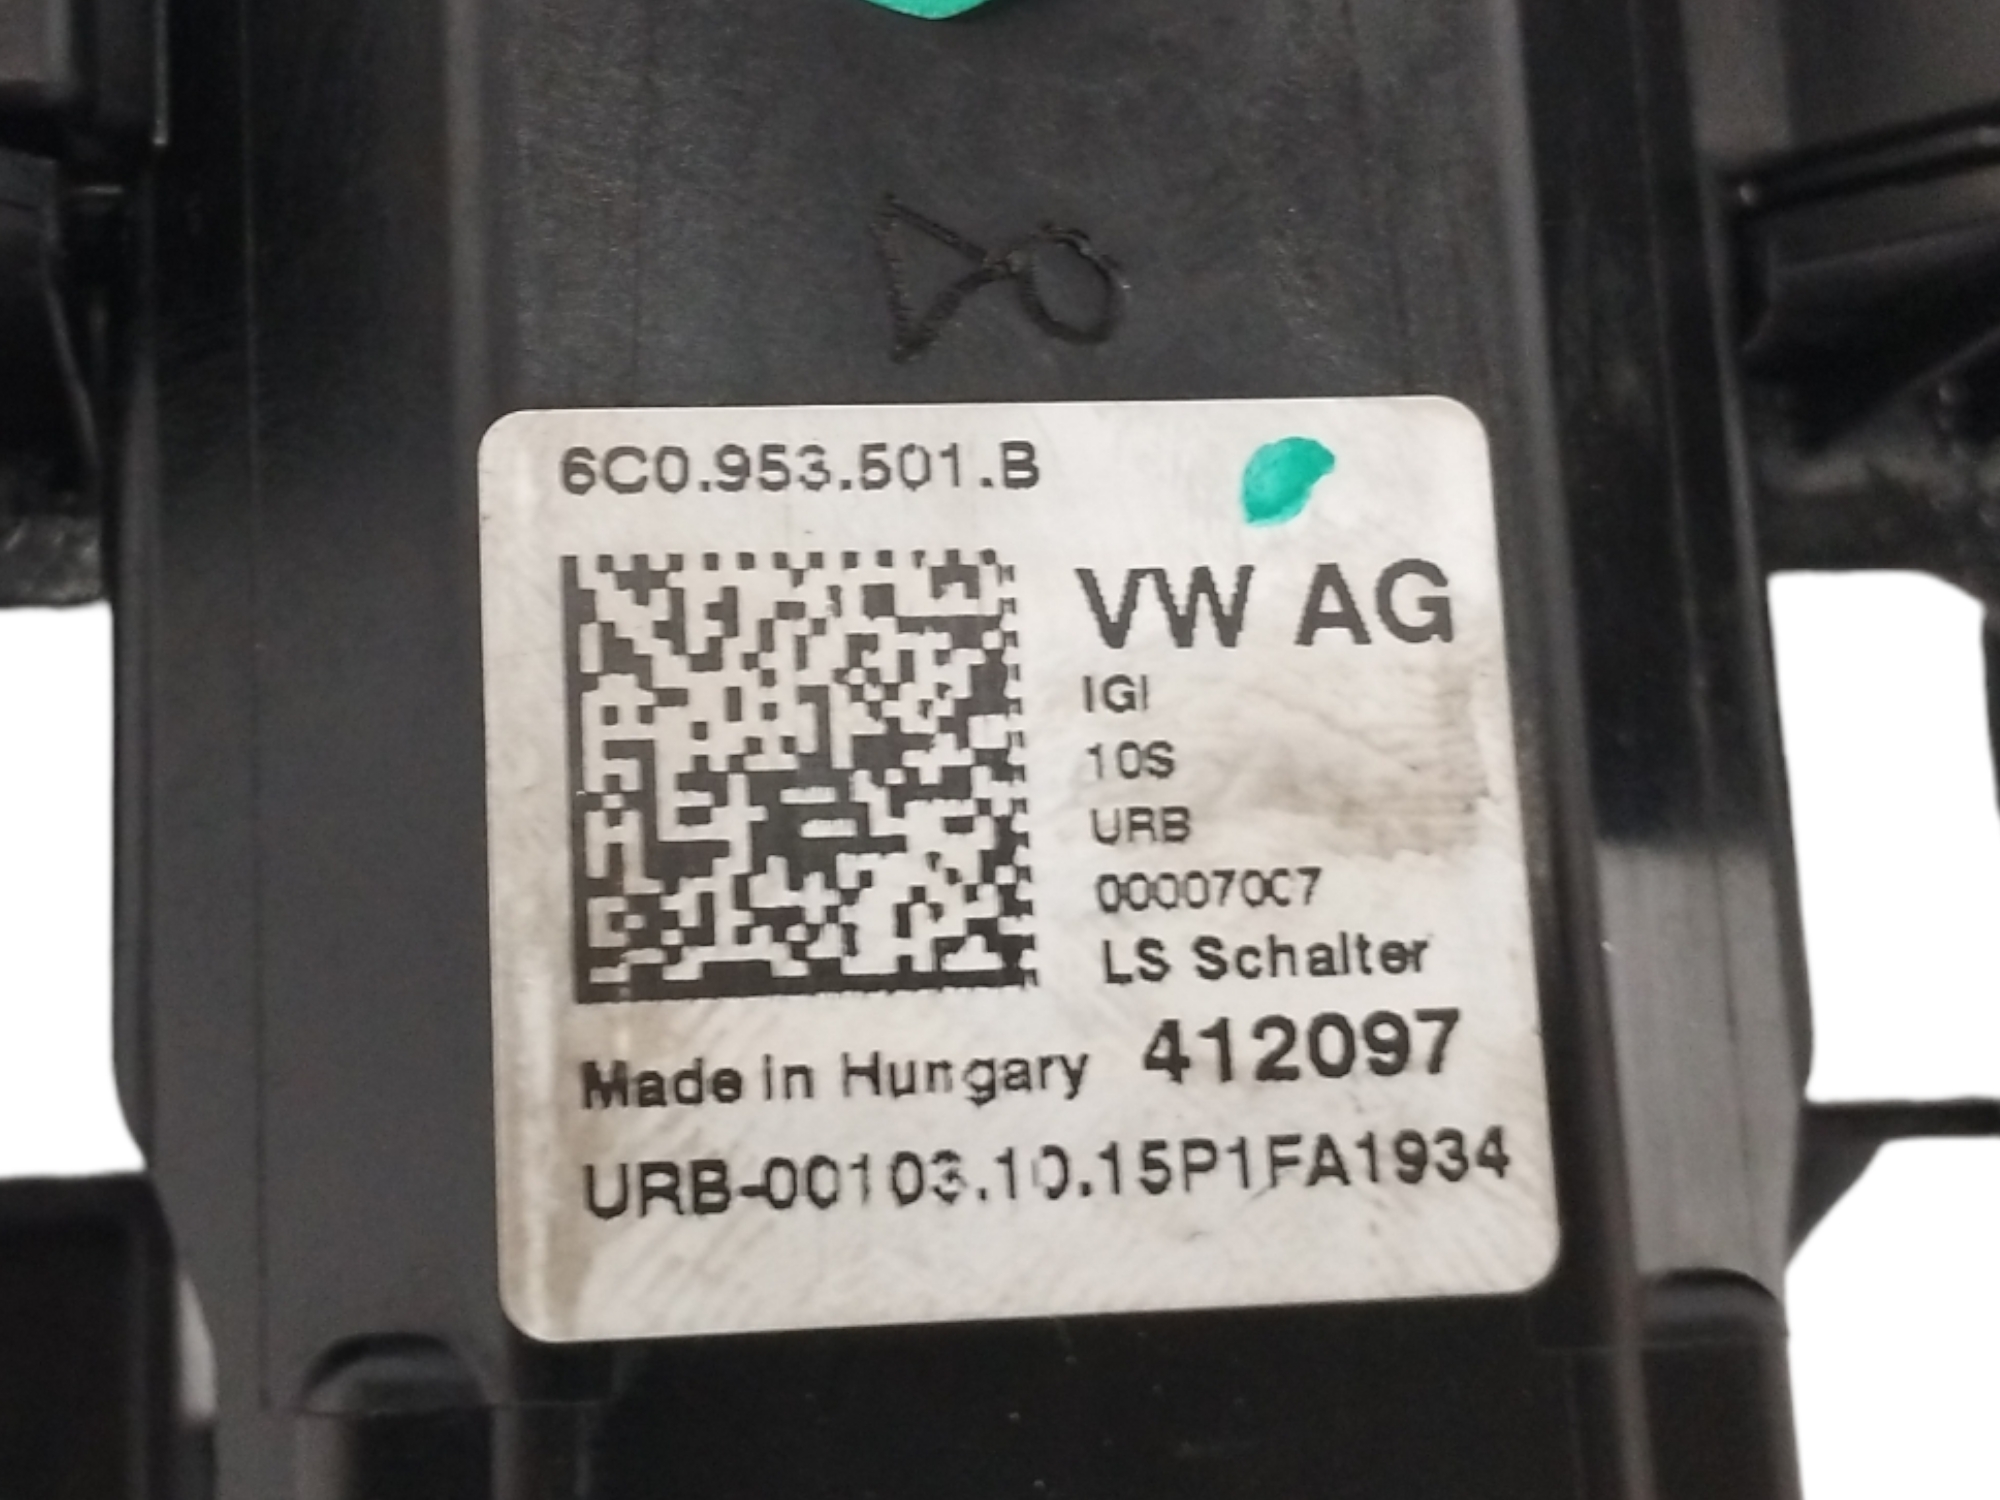 6C0.953.501.B
VW AG
IGI
10S
URB
00007007
LS Schalter
Made in Hungary 412097
URB-00103.10.15P1FA1934